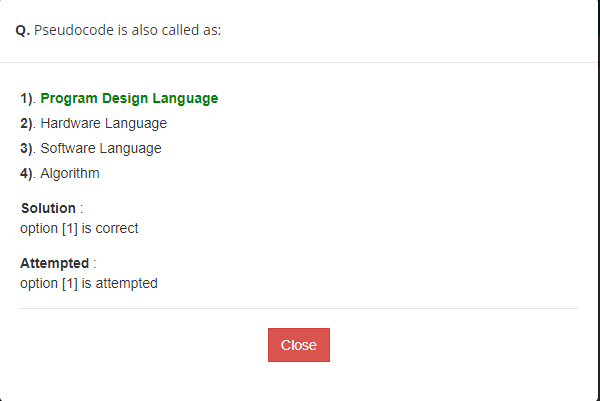 Q. Pseudocode is also called as:
1). Program Design Language
2). Hardware Language
3). Software Language
4). Algorithm
Solution :
option [1] is correct
Attempted :
option [1] is attempted
Close